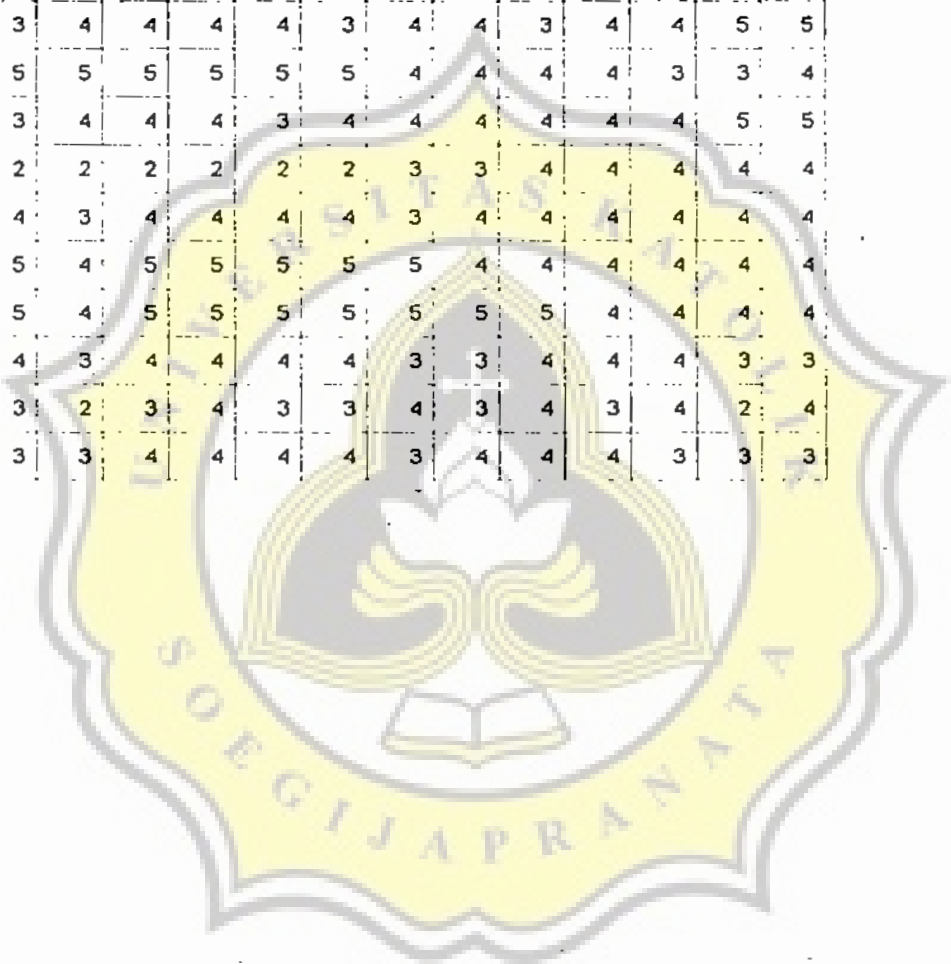 3 4 4 4 4 3 4 4 3 4 4 5 5
5 5 5 5 5 5 4 4 4 4 3 3 4
3 4 4 4 3 4 4 4 4 4 4 5 5
2 2 2 2 2 2 3 3 4 4 4 4 4
4 3 4 4 4 4 3 4 4 4 4 4 4
5 4 5 5 5 5 5 4 4 4 4 4 4
5 4 5 5 5 5 5 5 5 4 4 4 4
4 3 4 4 4 4 3 3 4 4 4 3 3
3 2 3 4 3 3 4 3 4 3 4 2 4
3 3 4 4 4 4 3 4 4 4 3 3 3
UNIVERSITAS KATOLIK
SOEGIJAPRANATA